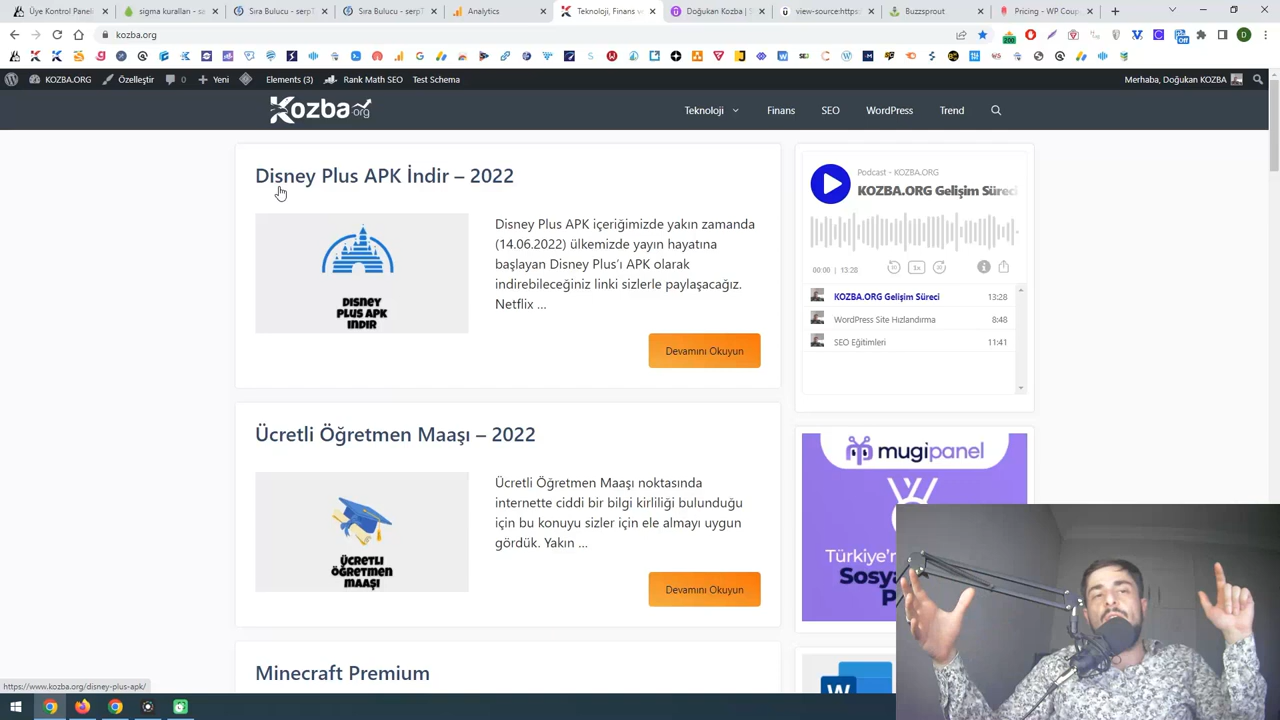 Üye Kontrol Paneli
sigma kuralları - sa
Sıra Bulucu - serpT
Sıra Bulucu - serpT
Analytics
Teknoloji, Finans ve
Doğukan Kozba | T
view-source:https:/
Buzzsprout
Pricing - WP Coup
kozba.org
KOZBA.ORG
Özelleştir
0
Yeni
Elements (3)
Rank Math SEO
Test Schema
Merhaba, Doğukan KOZBA
Kozba.org
Teknoloji
Finans
SEO
WordPress
Trend
Disney Plus APK İndir – 2022
DISNEY
PLUS APK
INDIR
Disney Plus APK içeriğimizde yakın zamanda
(14.06.2022) ülkemizde yayın hayatına
başlayan Disney Plus’ı APK olarak
indirebileceğiniz linki sizlerle paylaşacağız.
Netflix ...
Devamını Okuyun
Podcast - KOZBA.ORG
KOZBA.ORG Gelişim Süreci
00:00 | 13:28
1x
KOZBA.ORG Gelişim Süreci 13:28
WordPress Site Hızlandırma 8:48
SEO Eğitimleri 11:41
Ücretli Öğretmen Maaşı – 2022
ÜCRETLİ
ÖĞRETMEN
MAAŞI
Ücretli Öğretmen Maaşı noktasında
internette ciddi bir bilgi kirliliği bulunduğu
için bu konuyu sizler için ele almayı uygun
gördük. Yakın ...
Devamını Okuyun
mugipanel
Türkiye'n
Sosya
P
Minecraft Premium
W
https://www.kozba.org/disney-plus-apk/